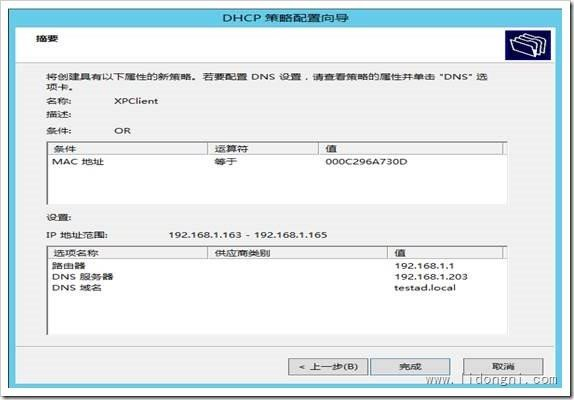 DHCP 策略配置向导
摘要
将创建具有以下属性的新策略。若要配置 DNS 设置，请查看策略的属性并单击 "DNS" 选
项卡。
名称: XPClient
描述:
条件: OR
条件 运算符 值
MAC 地址 等于 000C296A730D
设置:
IP 地址范围: 192.168.1.163 - 192.168.1.165
选项名称 供应商类别 值
路由器 192.168.1.1
DNS 服务器 192.168.1.203
DNS 域名 testad.local
< 上一步(B) 完成 取消
www.lidongni.com